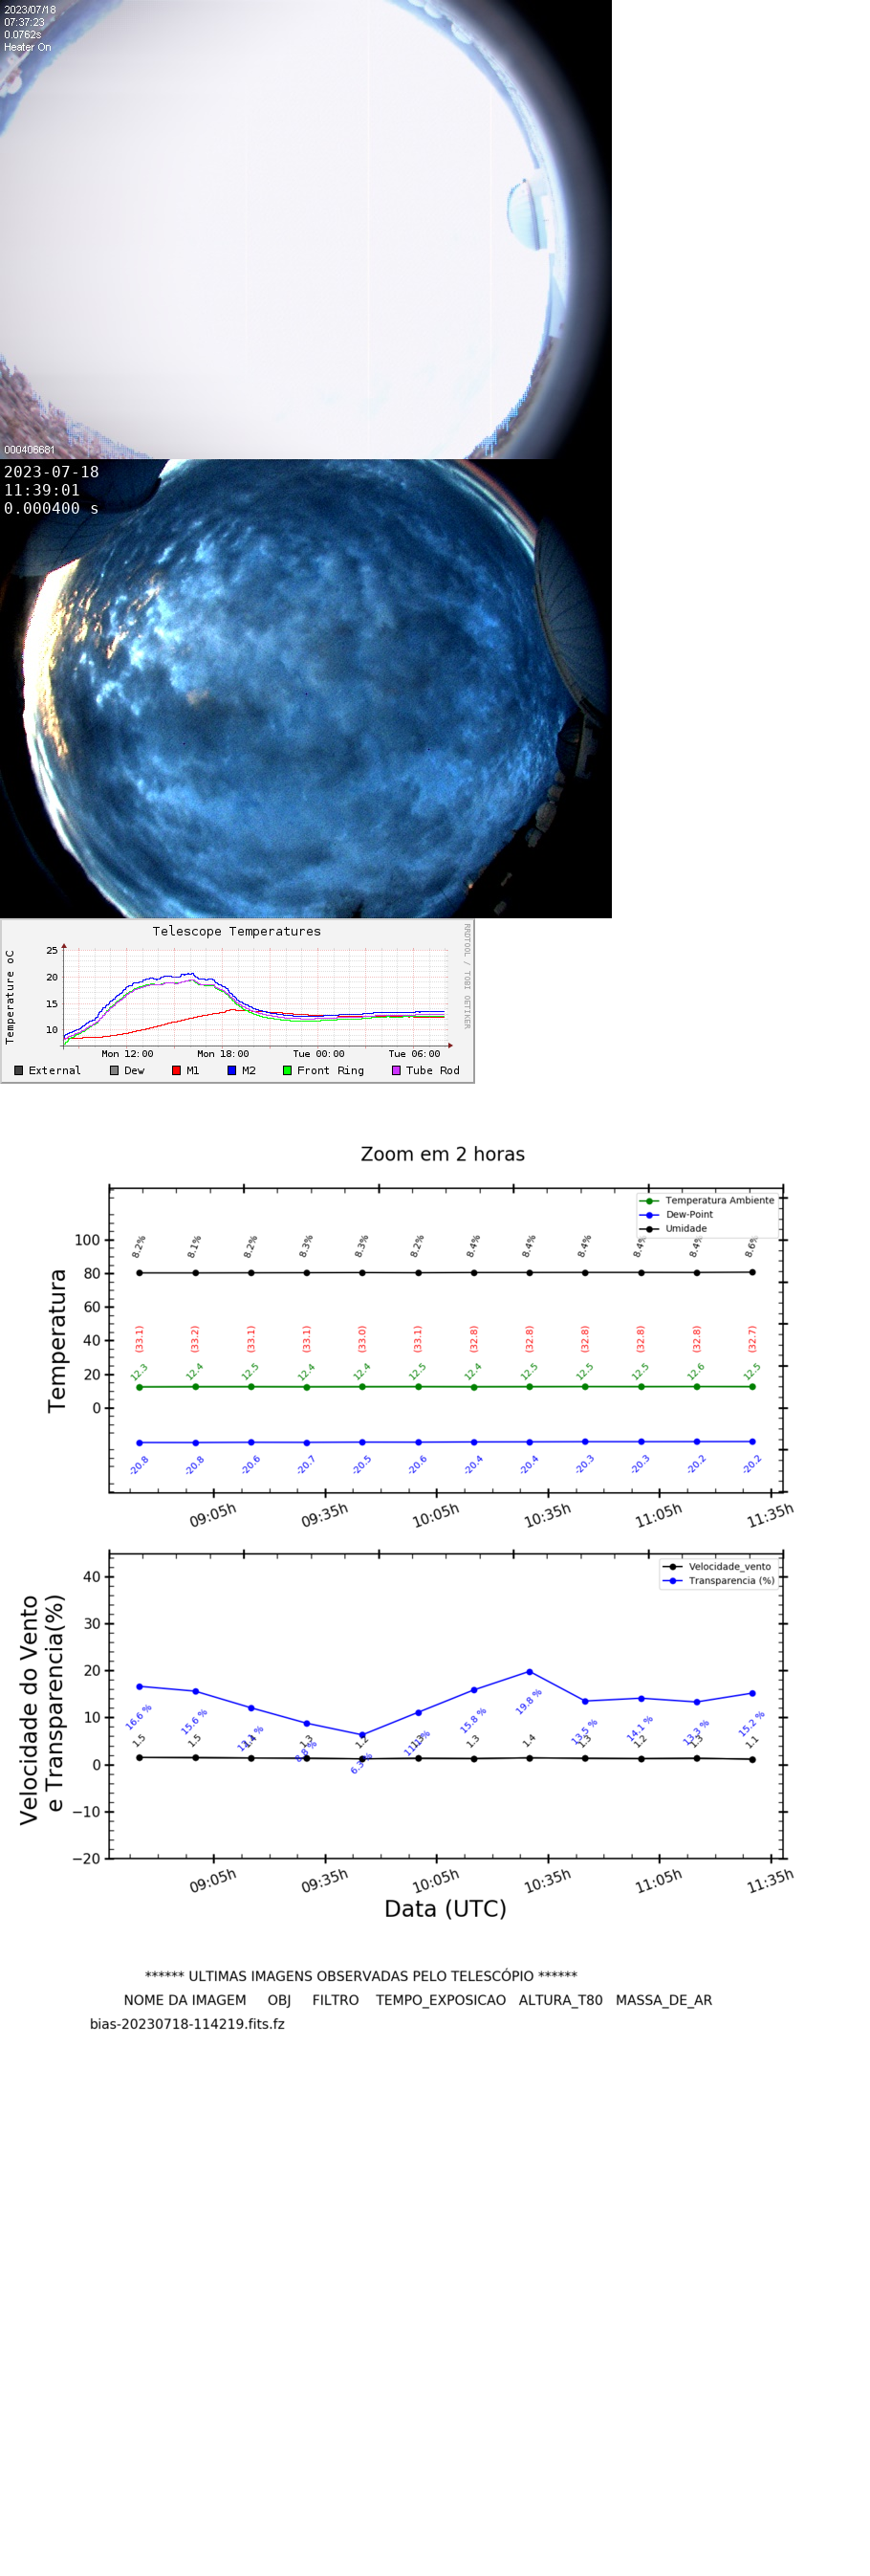 2023/07/18
07:37:23
0.0762s
Heater On
000406681
2023-07-18
11:39:01
0.000400 s
Telescope Temperatures
RRDTOOL / TOBI OETIKER
Temperature oC
25
20
15
10
Mon 12:00 Mon 18:00 Tue 00:00 Tue 06:00
External Dew M1 M2 Front Ring Tube Rod
Zoom em 2 horas
Temperatura Ambiente
Dew-Point
Umidade
Temperatura
100
80
60
40
20
0
8.2% 8.1% 8.2% 8.3% 8.3% 8.2% 8.4% 8.4% 8.4% 8.4% 8.4% 8.6%
(33.1) (33.2) (33.1) (33.1) (33.0) (33.1) (32.8) (32.8) (32.8) (32.8) (32.8) (32.7)
12.3 12.4 12.5 12.4 12.4 12.5 12.4 12.5 12.5 12.5 12.6 12.5
-20.8 -20.8 -20.6 -20.7 -20.5 -20.6 -20.4 -20.4 -20.3 -20.3 -20.2 -20.2
09:05h 09:35h 10:05h 10:35h 11:05h 11:35h
Velocidade_vento
Transparencia (%)
Velocidade do Vento
e Transparencia(%)
40
30
20
10
0
−10
−20
16.6 % 15.6 % 15.8 % 19.8 % 13.5 % 14.1 % 13.3 % 15.2 %
1.5 1.5 1.4 1.3 1.2 1.3 1.4 1.3 1.2 1.3 1.1
09:05h 09:35h 10:05h 10:35h 11:05h 11:35h
Data (UTC)
****** ULTIMAS IMAGENS OBSERVADAS PELO TELESCÓPIO ******
NOME DA IMAGEM OBJ FILTRO TEMPO_EXPOSICAO ALTURA_T80 MASSA_DE_AR
bias-20230718-114219.fits.fz